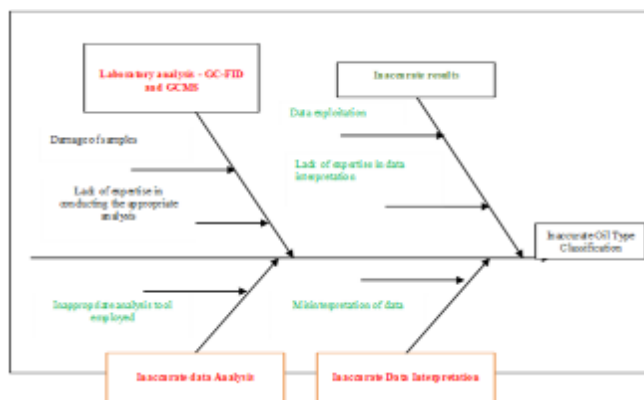 Laboratory analysis – GC-FID
and GCMS
Inaccurate results
Data exploitation
Damage of samples
Lack of expertise in data
interpretation
Lack of expertise in
conducting the appropriate
analysis
Inaccurate Oil Type
Classification
Inappropriate analysis tool
employed
Misinterpretation of data
Inaccurate data Analysis
Inaccurate Data Interpretation